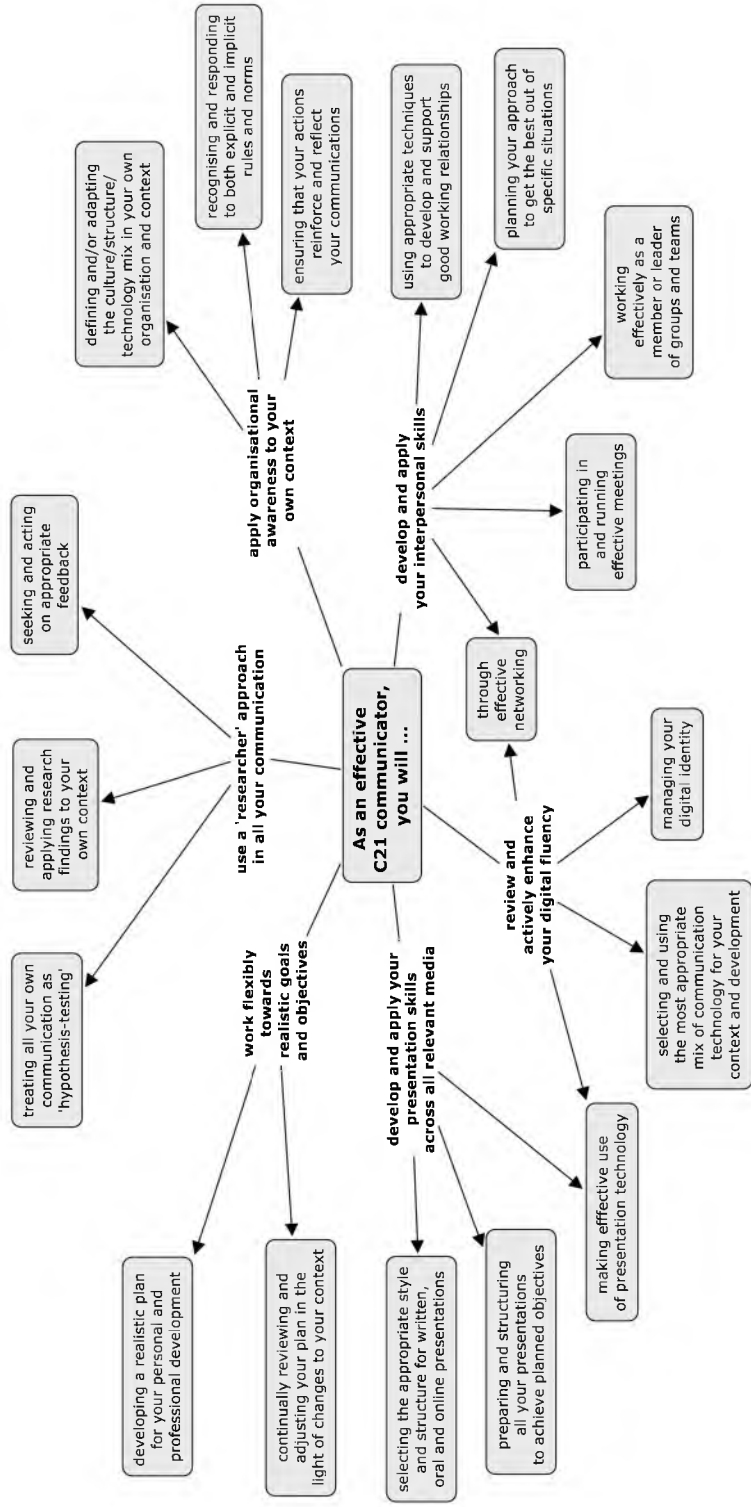 treating all your own
communication as
'hypothesis-testing'
reviewing and
applying research
findings to your
own context
seeking and acting
on appropriate
feedback
defining and/or adapting
the culture/structure/
technology mix in your own
organisation and context
recognising and responding
to both explicit and implicit
rules and norms
ensuring that your actions
reinforce and reflect
your communications
developing a realistic plan
for your personal and
professional development
continually reviewing and
adjusting your plan in the
light of changes to your context
work flexibly
towards
realistic goals
and objectives
use a 'researcher' approach
in all your communication
apply organisational
awareness to your
own context
As an effective
C21 communicator,
you will ...
develop and apply your
presentation skills
across all relevant media
review and
actively enhance
your digital fluency
develop and apply
your interpersonal skills
using appropriate techniques
to develop and support
good working relationships
planning your approach
to get the best out of
specific situations
selecting the appropriate style
and structure for written,
oral and online presentations
preparing and structuring
all your presentations
to achieve planned objectives
making efffective use
of presentation technology
selecting and using
the most appropriate
mix of communication
technology for your
context and development
managing your
digital identity
through
effective
networking
participating in
and running
effective meetings
working
effectively as a
member or leader
of groups and teams